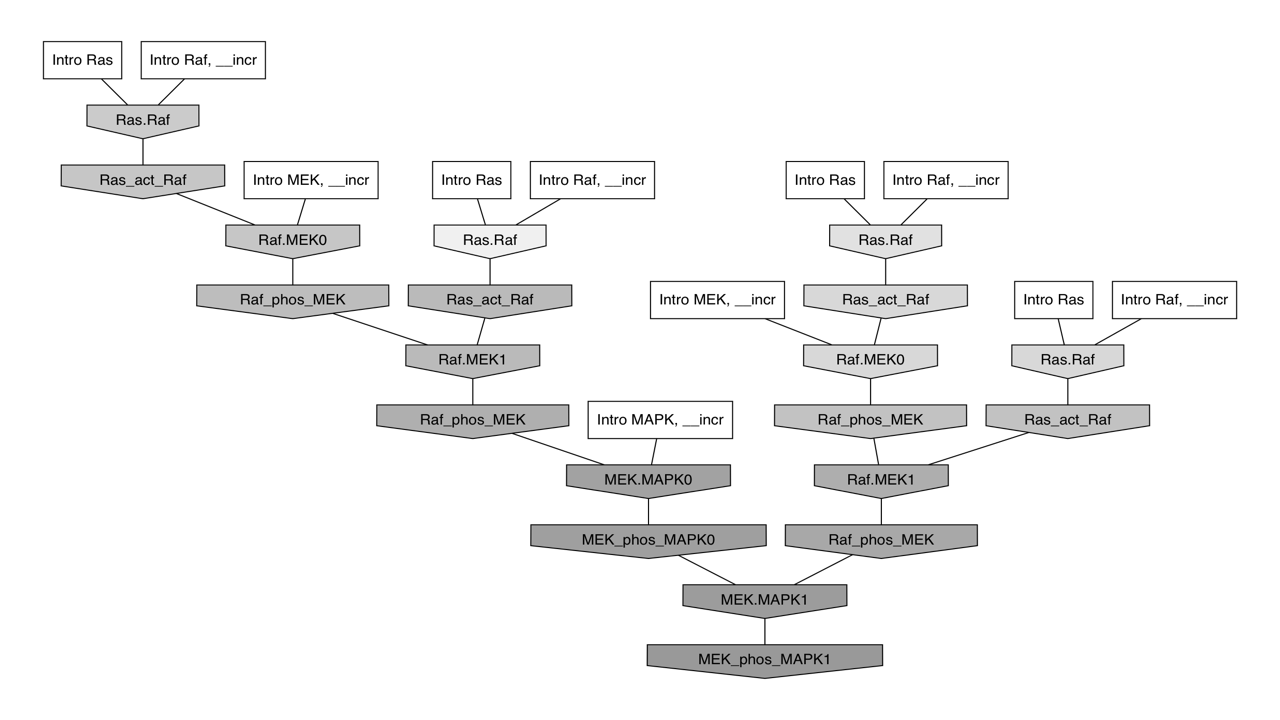 Intro Ras
Intro Raf, __incr
Ras.Raf
Ras_act_Raf
Intro MEK, __incr
Intro Ras
Intro Raf, __incr
Intro Ras
Intro Raf, __incr
Raf.MEK0
Ras.Raf
Ras.Raf
Raf_phos_MEK
Ras_act_Raf
Intro MEK, __incr
Ras_act_Raf
Intro Ras
Intro Raf, __incr
Raf.MEK1
Raf.MEK0
Ras.Raf
Raf_phos_MEK
Intro MAPK, __incr
Raf_phos_MEK
Ras_act_Raf
MEK.MAPK0
Raf.MEK1
MEK_phos_MAPK0
Raf_phos_MEK
MEK.MAPK1
MEK_phos_MAPK1